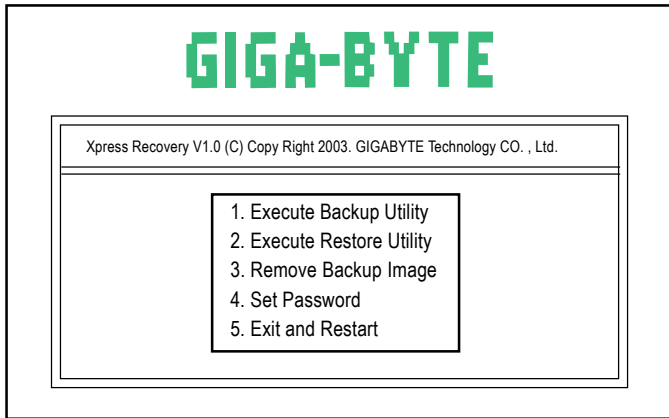 GIGA-BYTE
Xpress Recovery V1.0 (C) Copy Right 2003. GIGABYTE Technology CO. , Ltd.
1. Execute Backup Utility
2. Execute Restore Utility
3. Remove Backup Image
4. Set Password
5. Exit and Restart